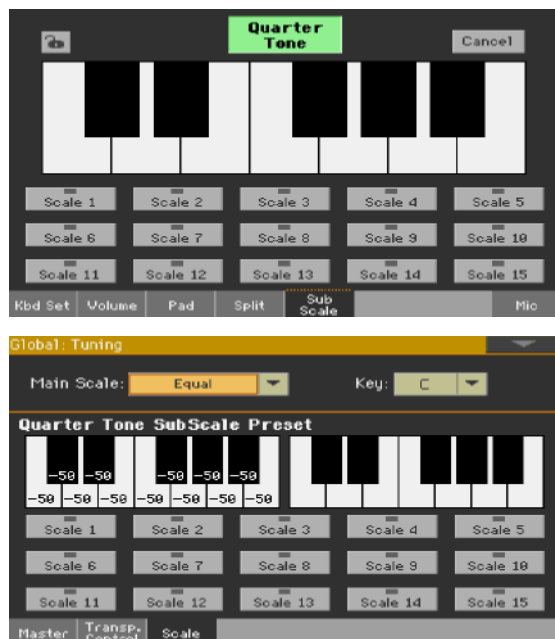 Quarter
Tone
Cancel
Scale 1 Scale 2 Scale 3 Scale 4 Scale 5
Scale 6 Scale 7 Scale 8 Scale 9 Scale 10
Scale 11 Scale 12 Scale 13 Scale 14 Scale 15
Kbd Set Volume Pad Split Sub Scale Mic
Global: Tuning
Main Scale: Equal Key: C
Quarter Tone SubScale Preset
-50 -50 -50 -50 -50
-50 -50 -50 -50 -50 -50 -50
Scale 1 Scale 2 Scale 3 Scale 4 Scale 5
Scale 6 Scale 7 Scale 8 Scale 9 Scale 10
Scale 11 Scale 12 Scale 13 Scale 14 Scale 15
Master Transp. Control Scale